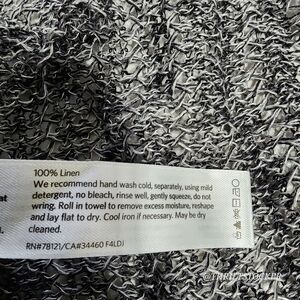 100% Linen
We recommend hand wash cold, separately, using mild
detergent, no bleach, rinse well, gently squeeze, do not
wring. Roll in towel to remove excess moisture, reshape
and lay flat to dry. Cool iron if necessary. May be dry
cleaned.
RN#78121/CA#34460 F4LDJ
at